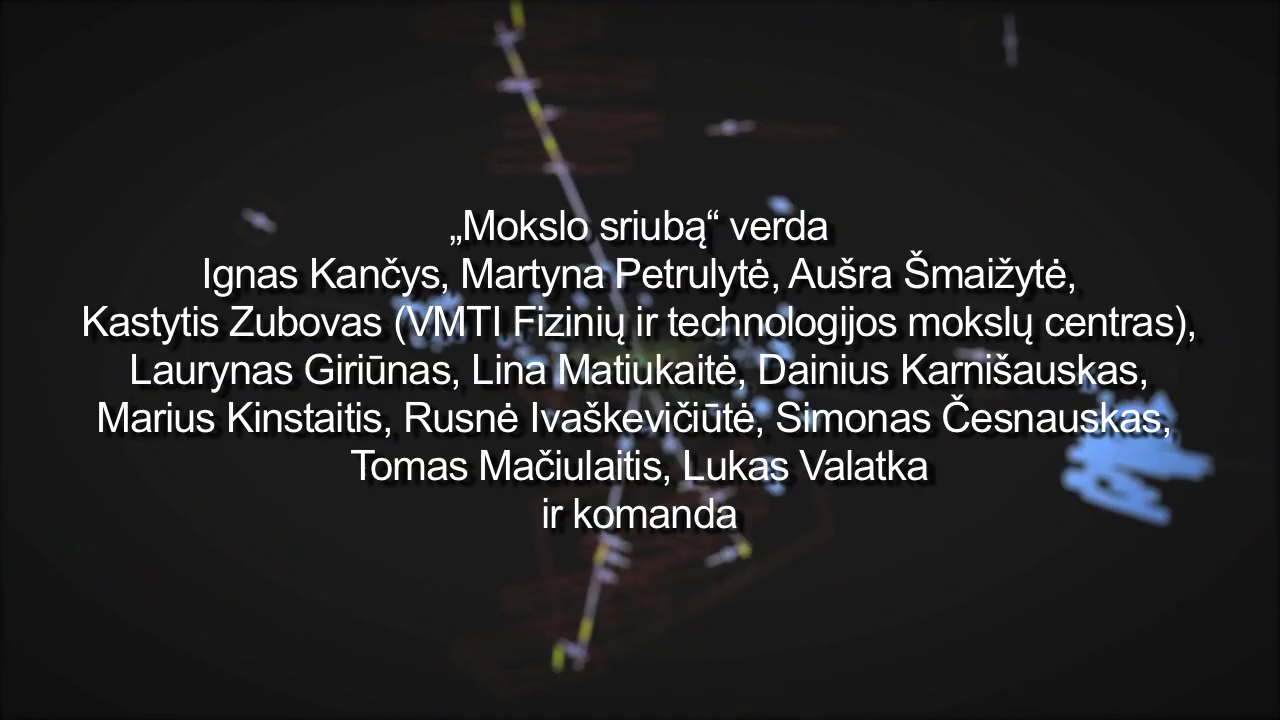 „Mokslo sriubą“ verda
Ignas Kančys, Martyna Petrulytė, Aušra Šmaižytė,
Kastytis Zubovas (VMTI Fizinių ir technologijos mokslų centras),
Laurynas Giriūnas, Lina Matiukaitė, Dainius Karnišauskas,
Marius Kinstaitis, Rusnė Ivaškevičiūtė, Simonas Česnauskas,
Tomas Mačiulaitis, Lukas Valatka
ir komanda